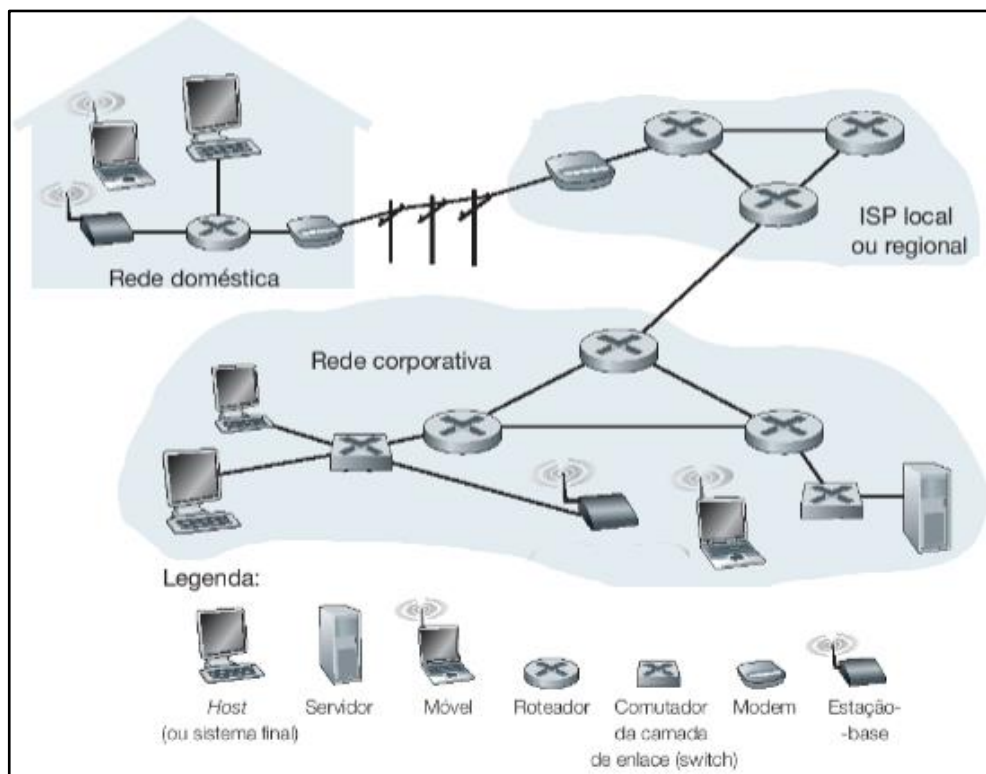 Rede doméstica
ISP local
ou regional
Rede corporativa
Legenda:
Host
(ou sistema final)
Servidor
Móvel
Roteador
Comutador
da camada
de enlace (switch)
Modem
Estação-
-base